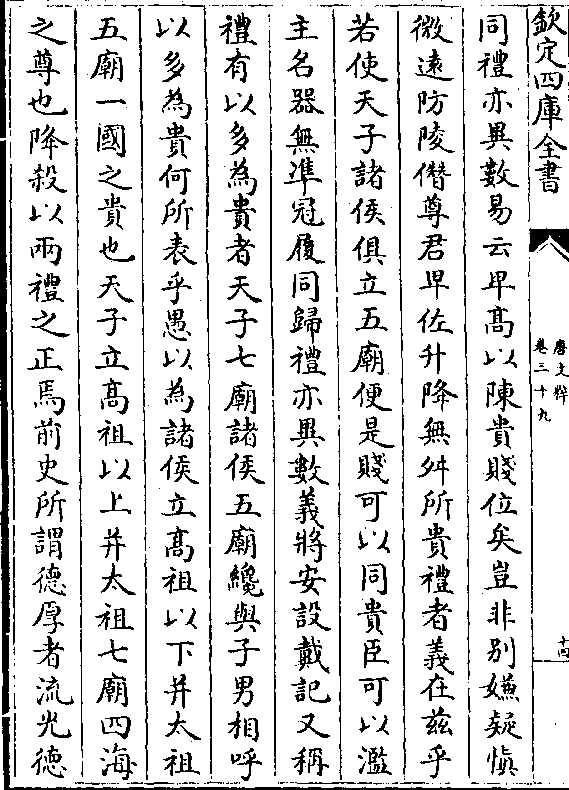 欽定四庫全書
唐文粹
卷三十九
十四
同禮亦異數易云卑髙以陳貴賤位矣豈非别嫌疑慎
微逺防陵僭尊君卑佐升降無舛所貴禮者義在兹乎
若使天子諸侯俱立五廟便是賤可以同貴臣可以濫
主名器無凖冠履同歸禮亦異數義將安設戴記又稱
禮有以多為貴者天子七廟諸侯五廟纔與子男相呼
以多為貴何所表乎愚以為諸侯立髙祖以下并太祖
五廟一國之貴也天子立髙祖以上并太祖七廟四海
之尊也降殺以兩禮之正焉前史所謂德厚者流光德